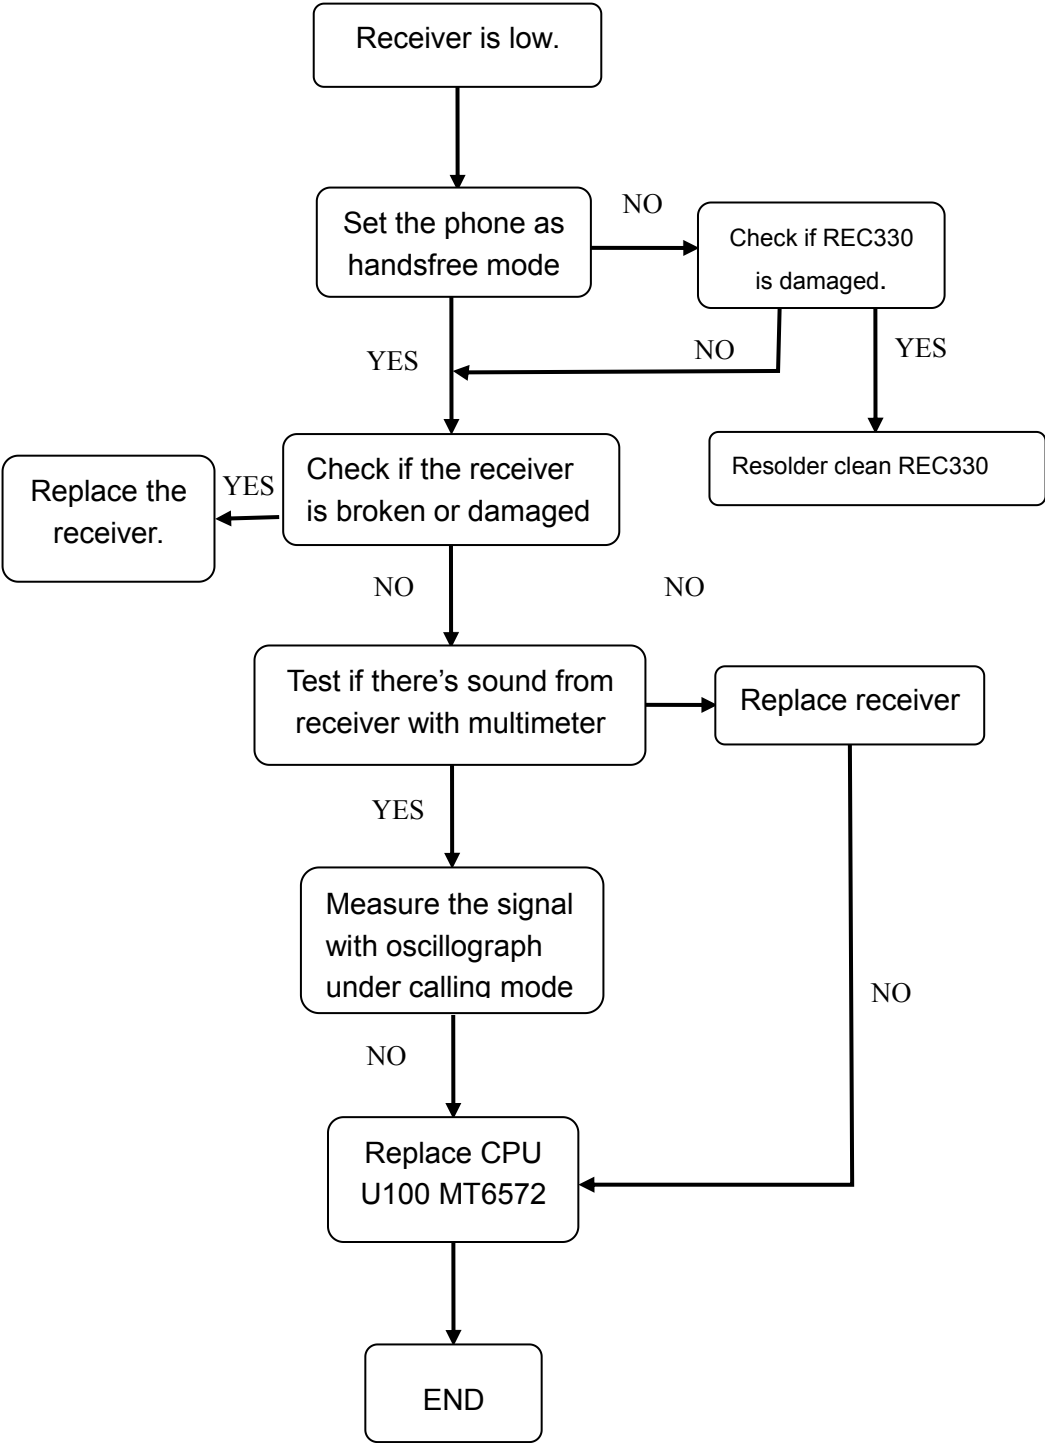 Receiver is low.
NO
Set the phone as
handsfree mode
Check if REC330
is damaged.
YES
NO
YES
Check if the receiver
is broken or damaged
Resolder clean REC330
YES
Replace the
receiver.
NO
NO
Test if there’s sound from
receiver with multimeter
Replace receiver
YES
Measure the signal
with oscillograph
under calling mode
NO
NO
Replace CPU
U100 MT6572
END